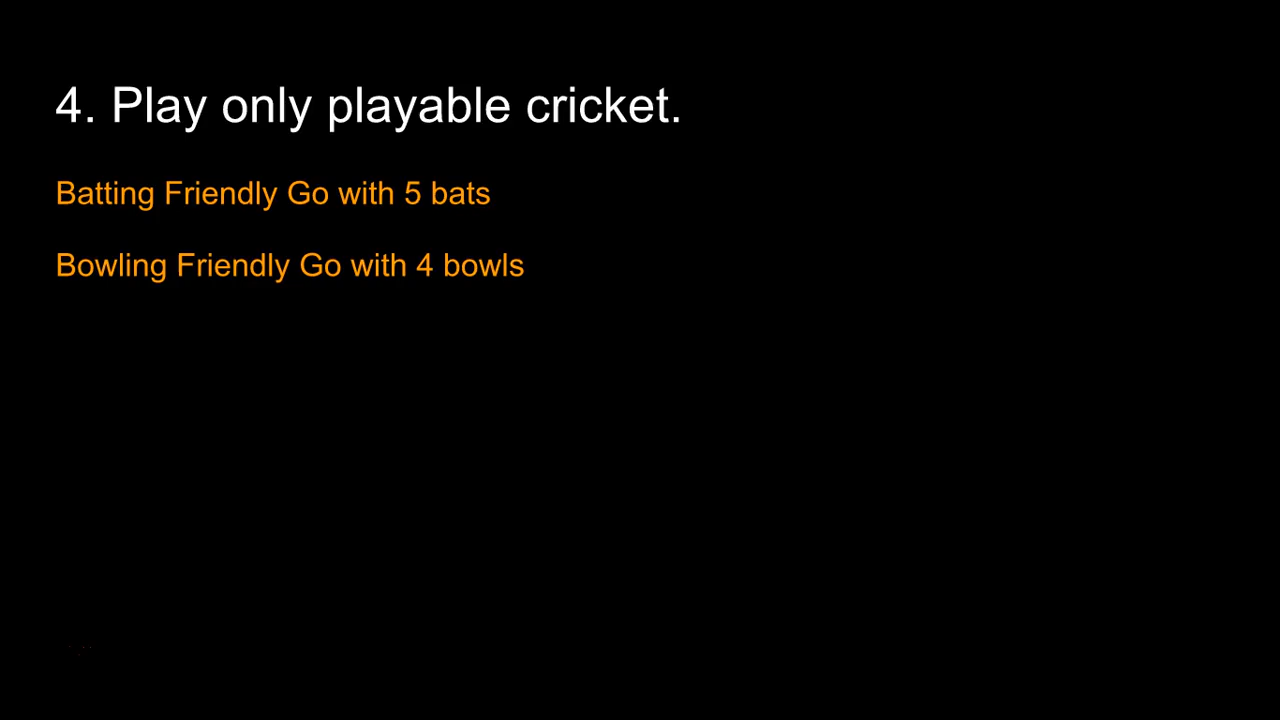 4. Play only playable cricket.
Batting Friendly Go with 5 bats
Bowling Friendly Go with 4 bowls